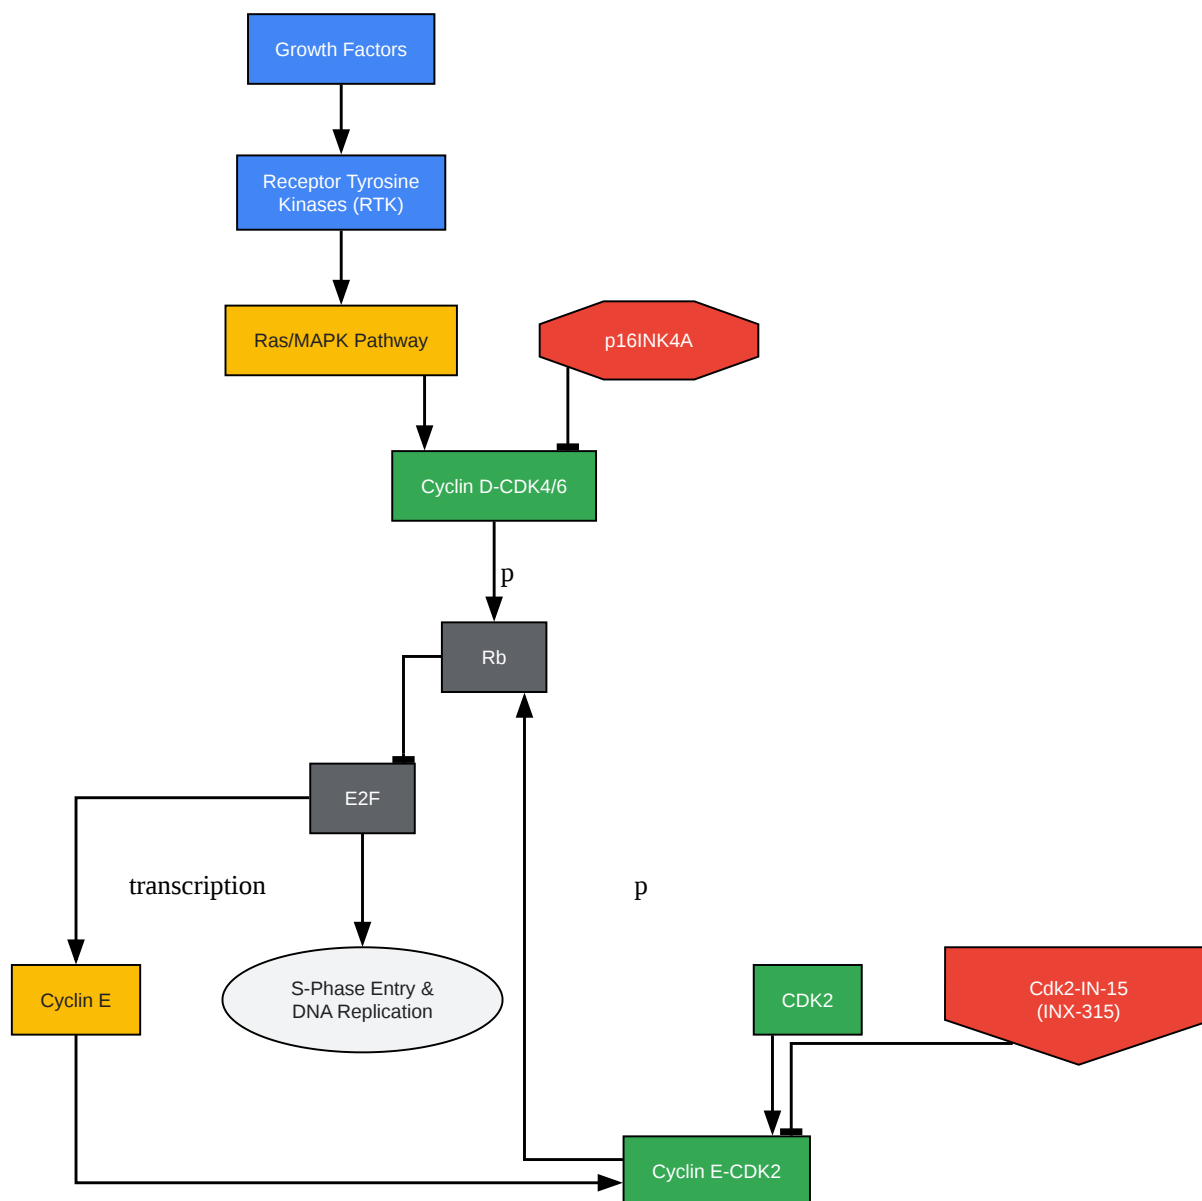 Growth Factors
Receptor Tyrosine
Kinases (RTK)
Ras/MAPK Pathway
p16INK4A
Cyclin D-CDK4/6
p
Rb
E2F
transcription
p
Cyclin E
S-Phase Entry &
DNA Replication
CDK2
Cdk2-IN-15
(INX-315)
Cyclin E-CDK2